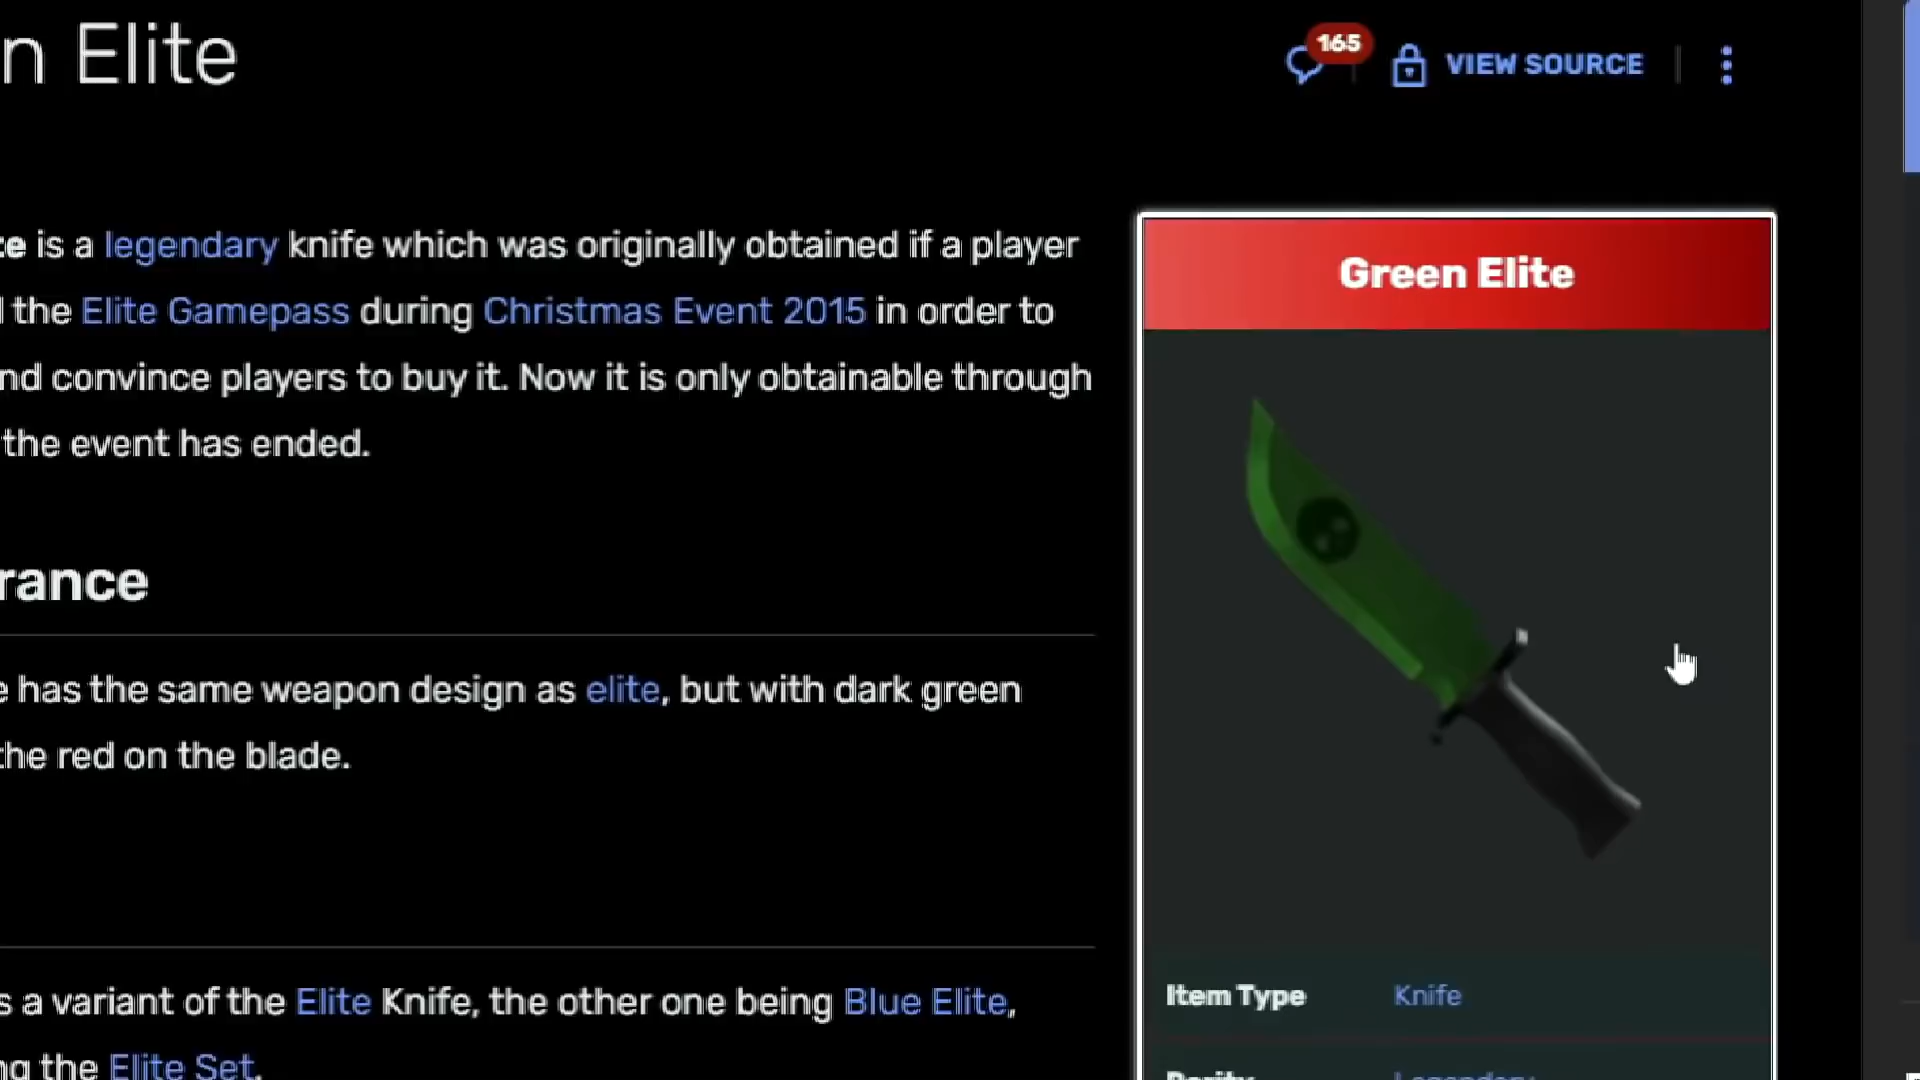 n Elite
165
VIEW SOURCE
te is a legendary knife which was originally obtained if a player
the Elite Gamepass during Christmas Event 2015 in order to
nd convince players to buy it. Now it is only obtainable through
the event has ended.
rance
e has the same weapon design as elite, but with dark green
the red on the blade.
s a variant of the Elite Knife, the other one being Blue Elite,
ng the Elite Set.
Green Elite
Item Type Knife
Rarity Legendary